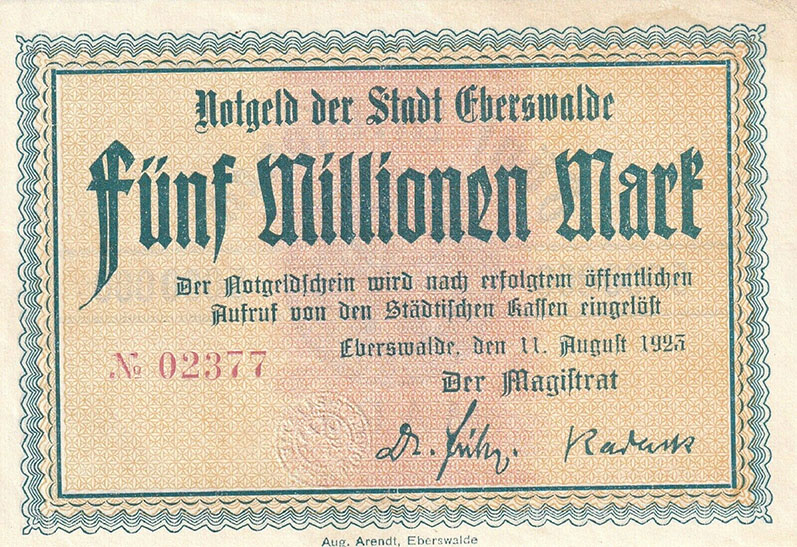 Notgeld der Stadt Eberswalde
Fünf Millionen Mark
Der Notgeldschein wird nach erfolgtem öffentlichen
Aufruf von den Städtischen Kassen eingelöst
Eberswalde, den 11. August 1923
№ 02377
Der Magistrat
Aug. Arendt, Eberswalde